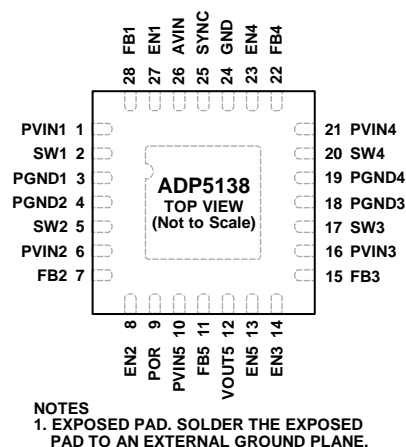 28 FB1
27 EN1
26 AVIN
25 SYNC
24 GND
23 EN4
22 FB4
PVIN1 1
SW1 2
PGND1 3
PGND2 4
SW2 5
PVIN2 6
FB2 7
ADP5138
TOP VIEW
(Not to Scale)
21 PVIN4
20 SW4
19 PGND4
18 PGND3
17 SW3
16 PVIN3
15 FB3
EN2 8
POR 9
PVIN5 10
FB5 11
VOUT5 12
EN5 13
EN3 14
NOTES
1. EXPOSED PAD. SOLDER THE EXPOSED
PAD TO AN EXTERNAL GROUND PLANE.